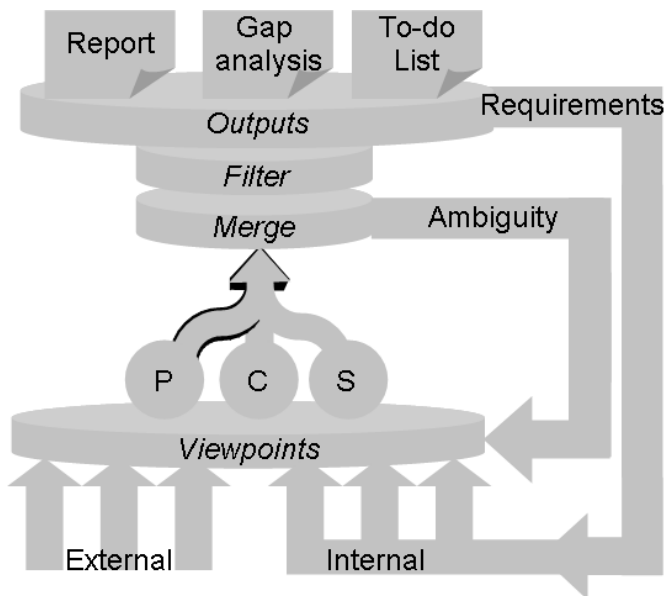 Report
Gap
analysis
To-do
List
Outputs
Requirements
Filter
Merge
Ambiguity
P
C
S
Viewpoints
External
Internal